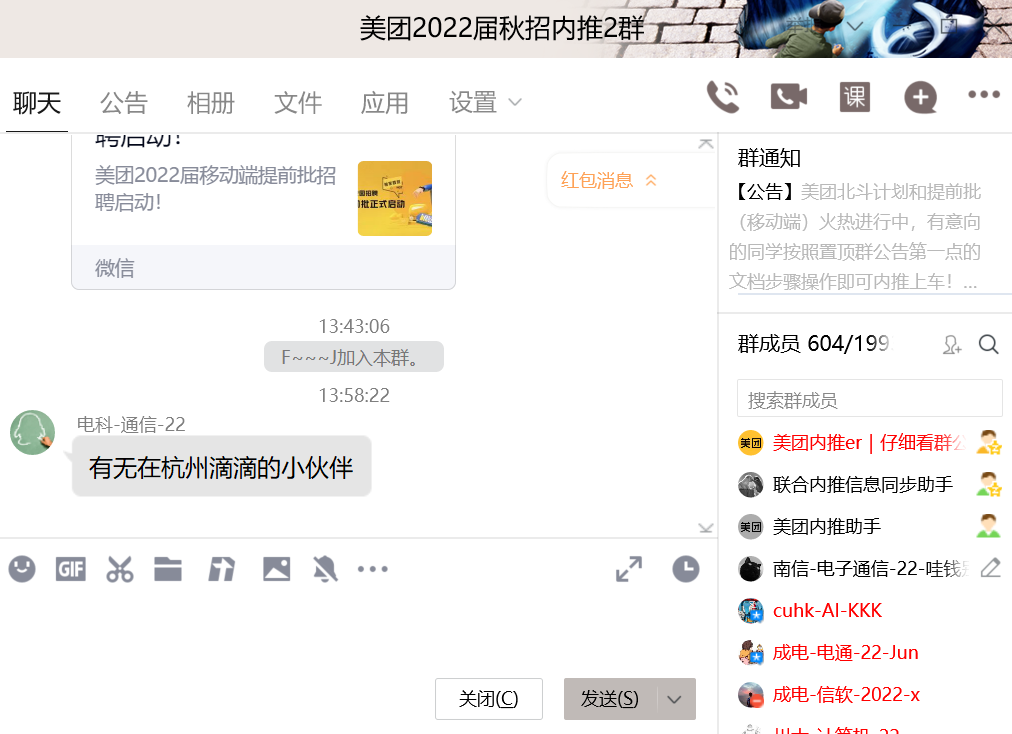 美团2022届秋招内推2群
聊天 公告 相册 文件 应用 设置
课
聘启动！
美团2022届移动端提前批招
聘启动！
微信
红包消息
13:43:06
F~~~J加入本群。
13:58:22
电科-通信-22
有无在杭州滴滴的小伙伴
GIF
关闭(C)
发送(S)
群通知
【公告】美团北斗计划和提前批
（移动端）火热进行中，有意向
的同学按照置顶群公告第一点的
文档步骤操作即可内推上车！...
群成员 604/199
搜索群成员
美团 美团内推er | 仔细看群公
联合内推信息同步助手
美团 美团内推助手
南信-电子通信-22-哇钱是
cuhk-AI-KKK
成电-电通-22-Jun
成电-信软-2022-x